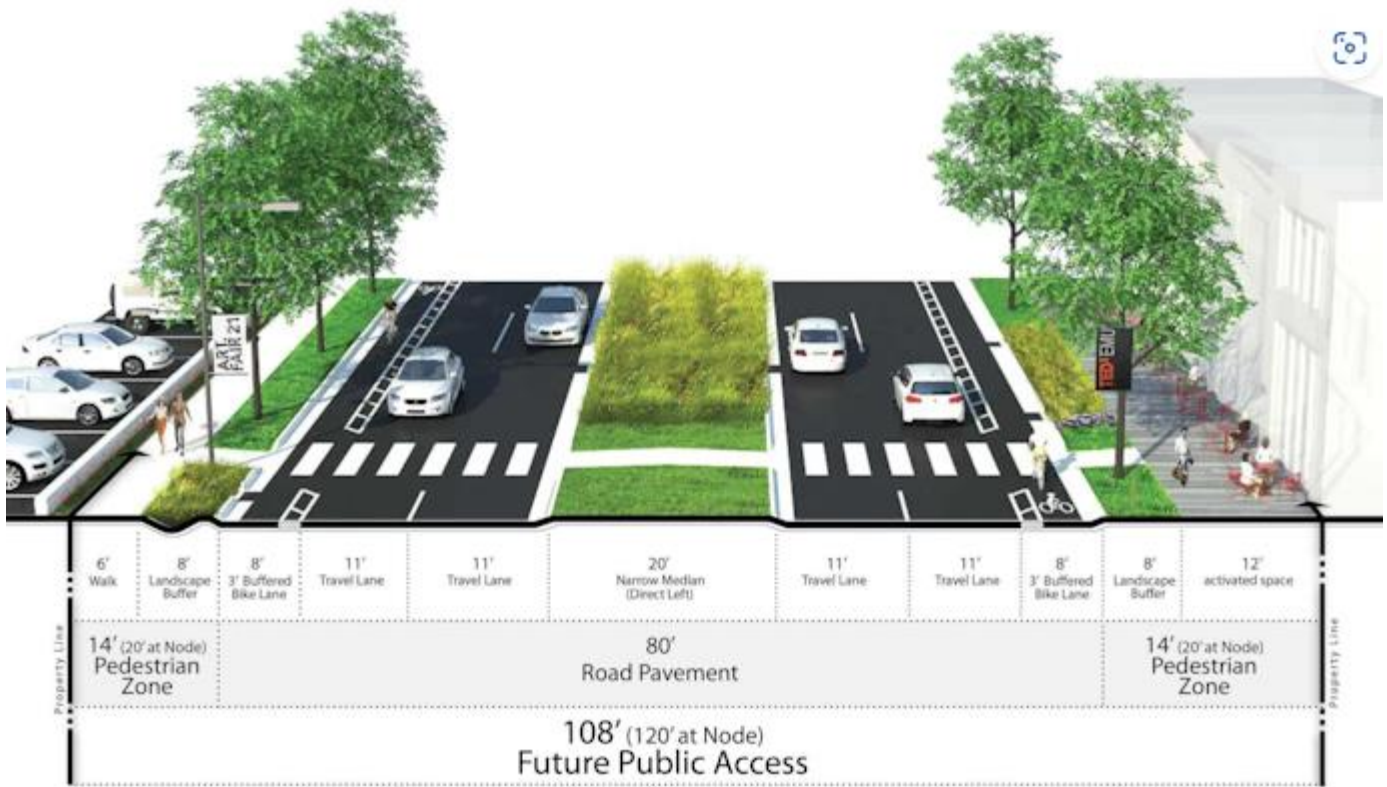 ART
FAIR 21
TEDxEMU
6'
Walk
8'
Landscape
Buffer
8'
3' Buffered
Bike Lane
11'
Travel Lane
11'
Travel Lane
20'
Narrow Median
(Direct Left)
11'
Travel Lane
11'
Travel Lane
8'
3' Buffered
Bike Lane
8'
Landscape
Buffer
12'
activated space
Property Line
14' (20' at Node)
Pedestrian
Zone
80'
Road Pavement
14' (20' at Node)
Pedestrian
Zone
Property Line
108' (120' at Node)
Future Public Access